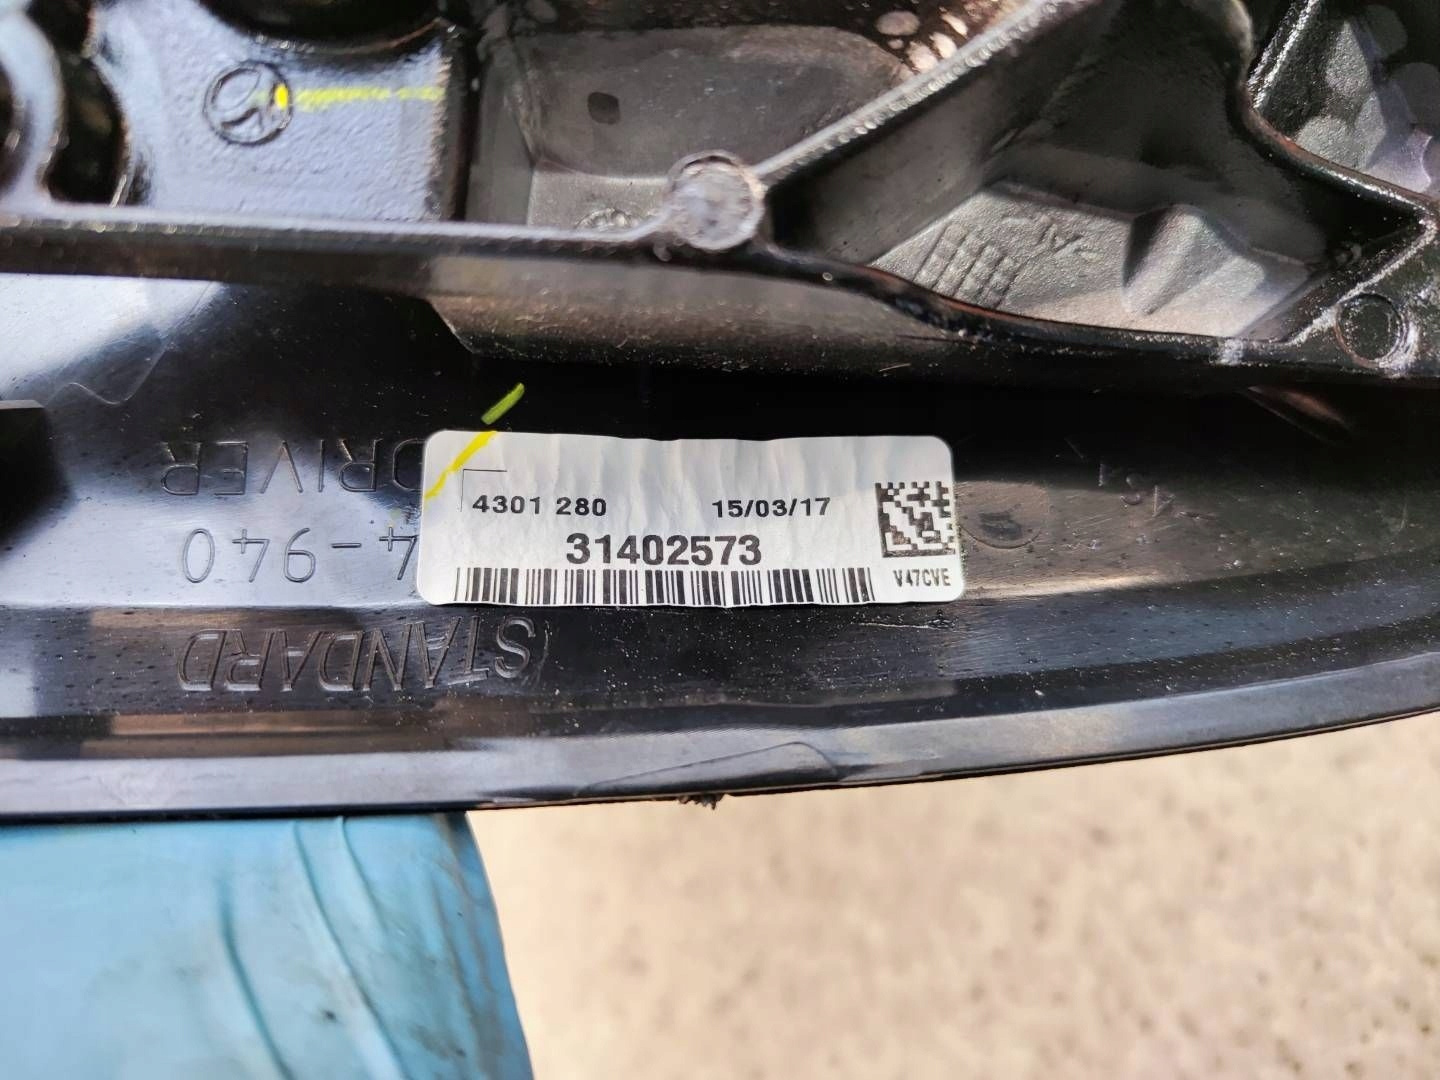 4301 280 15/03/17
31402573
V47CVE
STANDARD
4-940
DRIVER